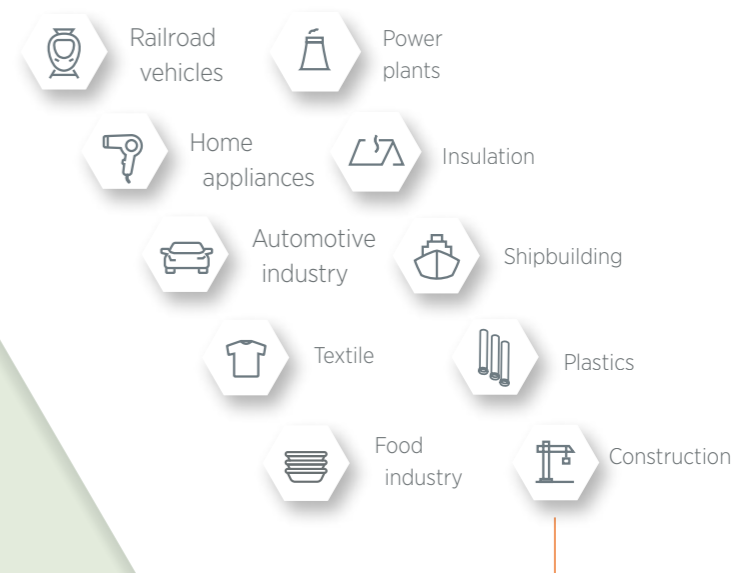 Railroad
vehicles
Power
plants
Home
appliances
Insulation
Automotive
industry
Shipbuilding
Textile
Plastics
Food
industry
Construction